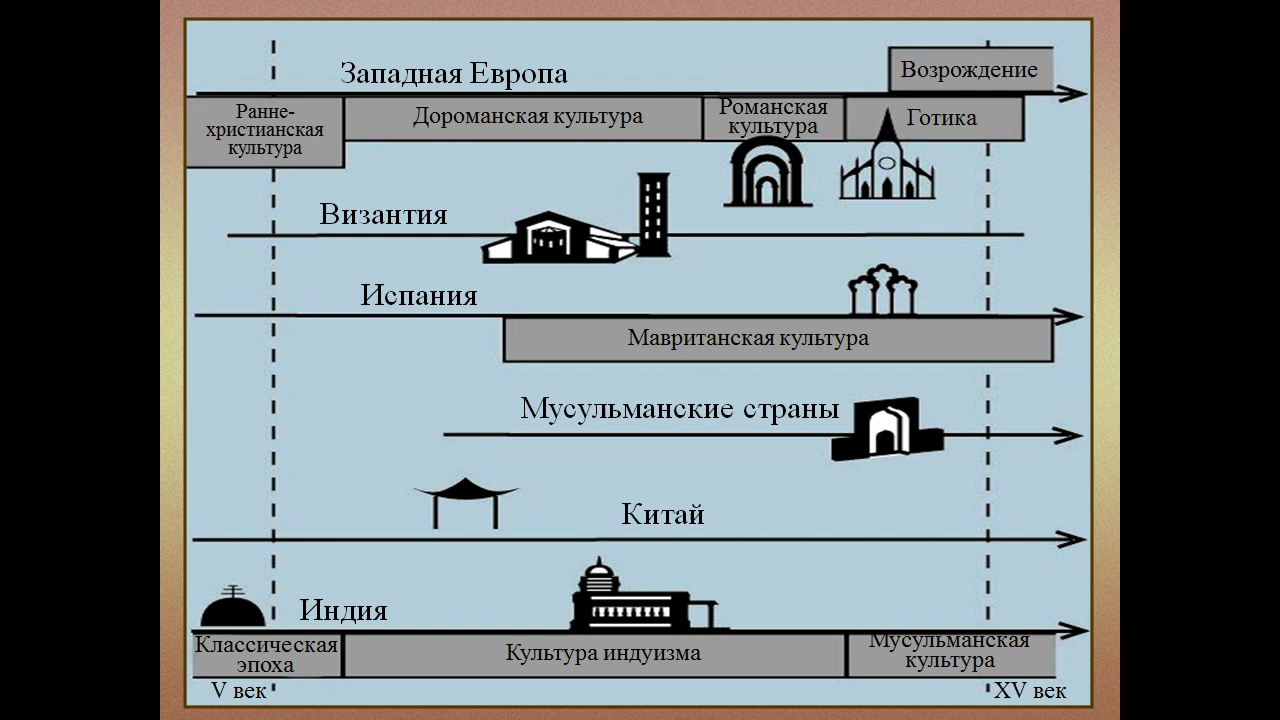 Западная Европа
Возрождение
Ранне-
христианская
культура
Дороманская культура
Романская
культура
Готика
Византия
Испания
Мавританская культура
Мусульманские страны
Китай
Индия
Классическая
эпоха
Культура индуизма
Мусульманская
культура
V век
XV век